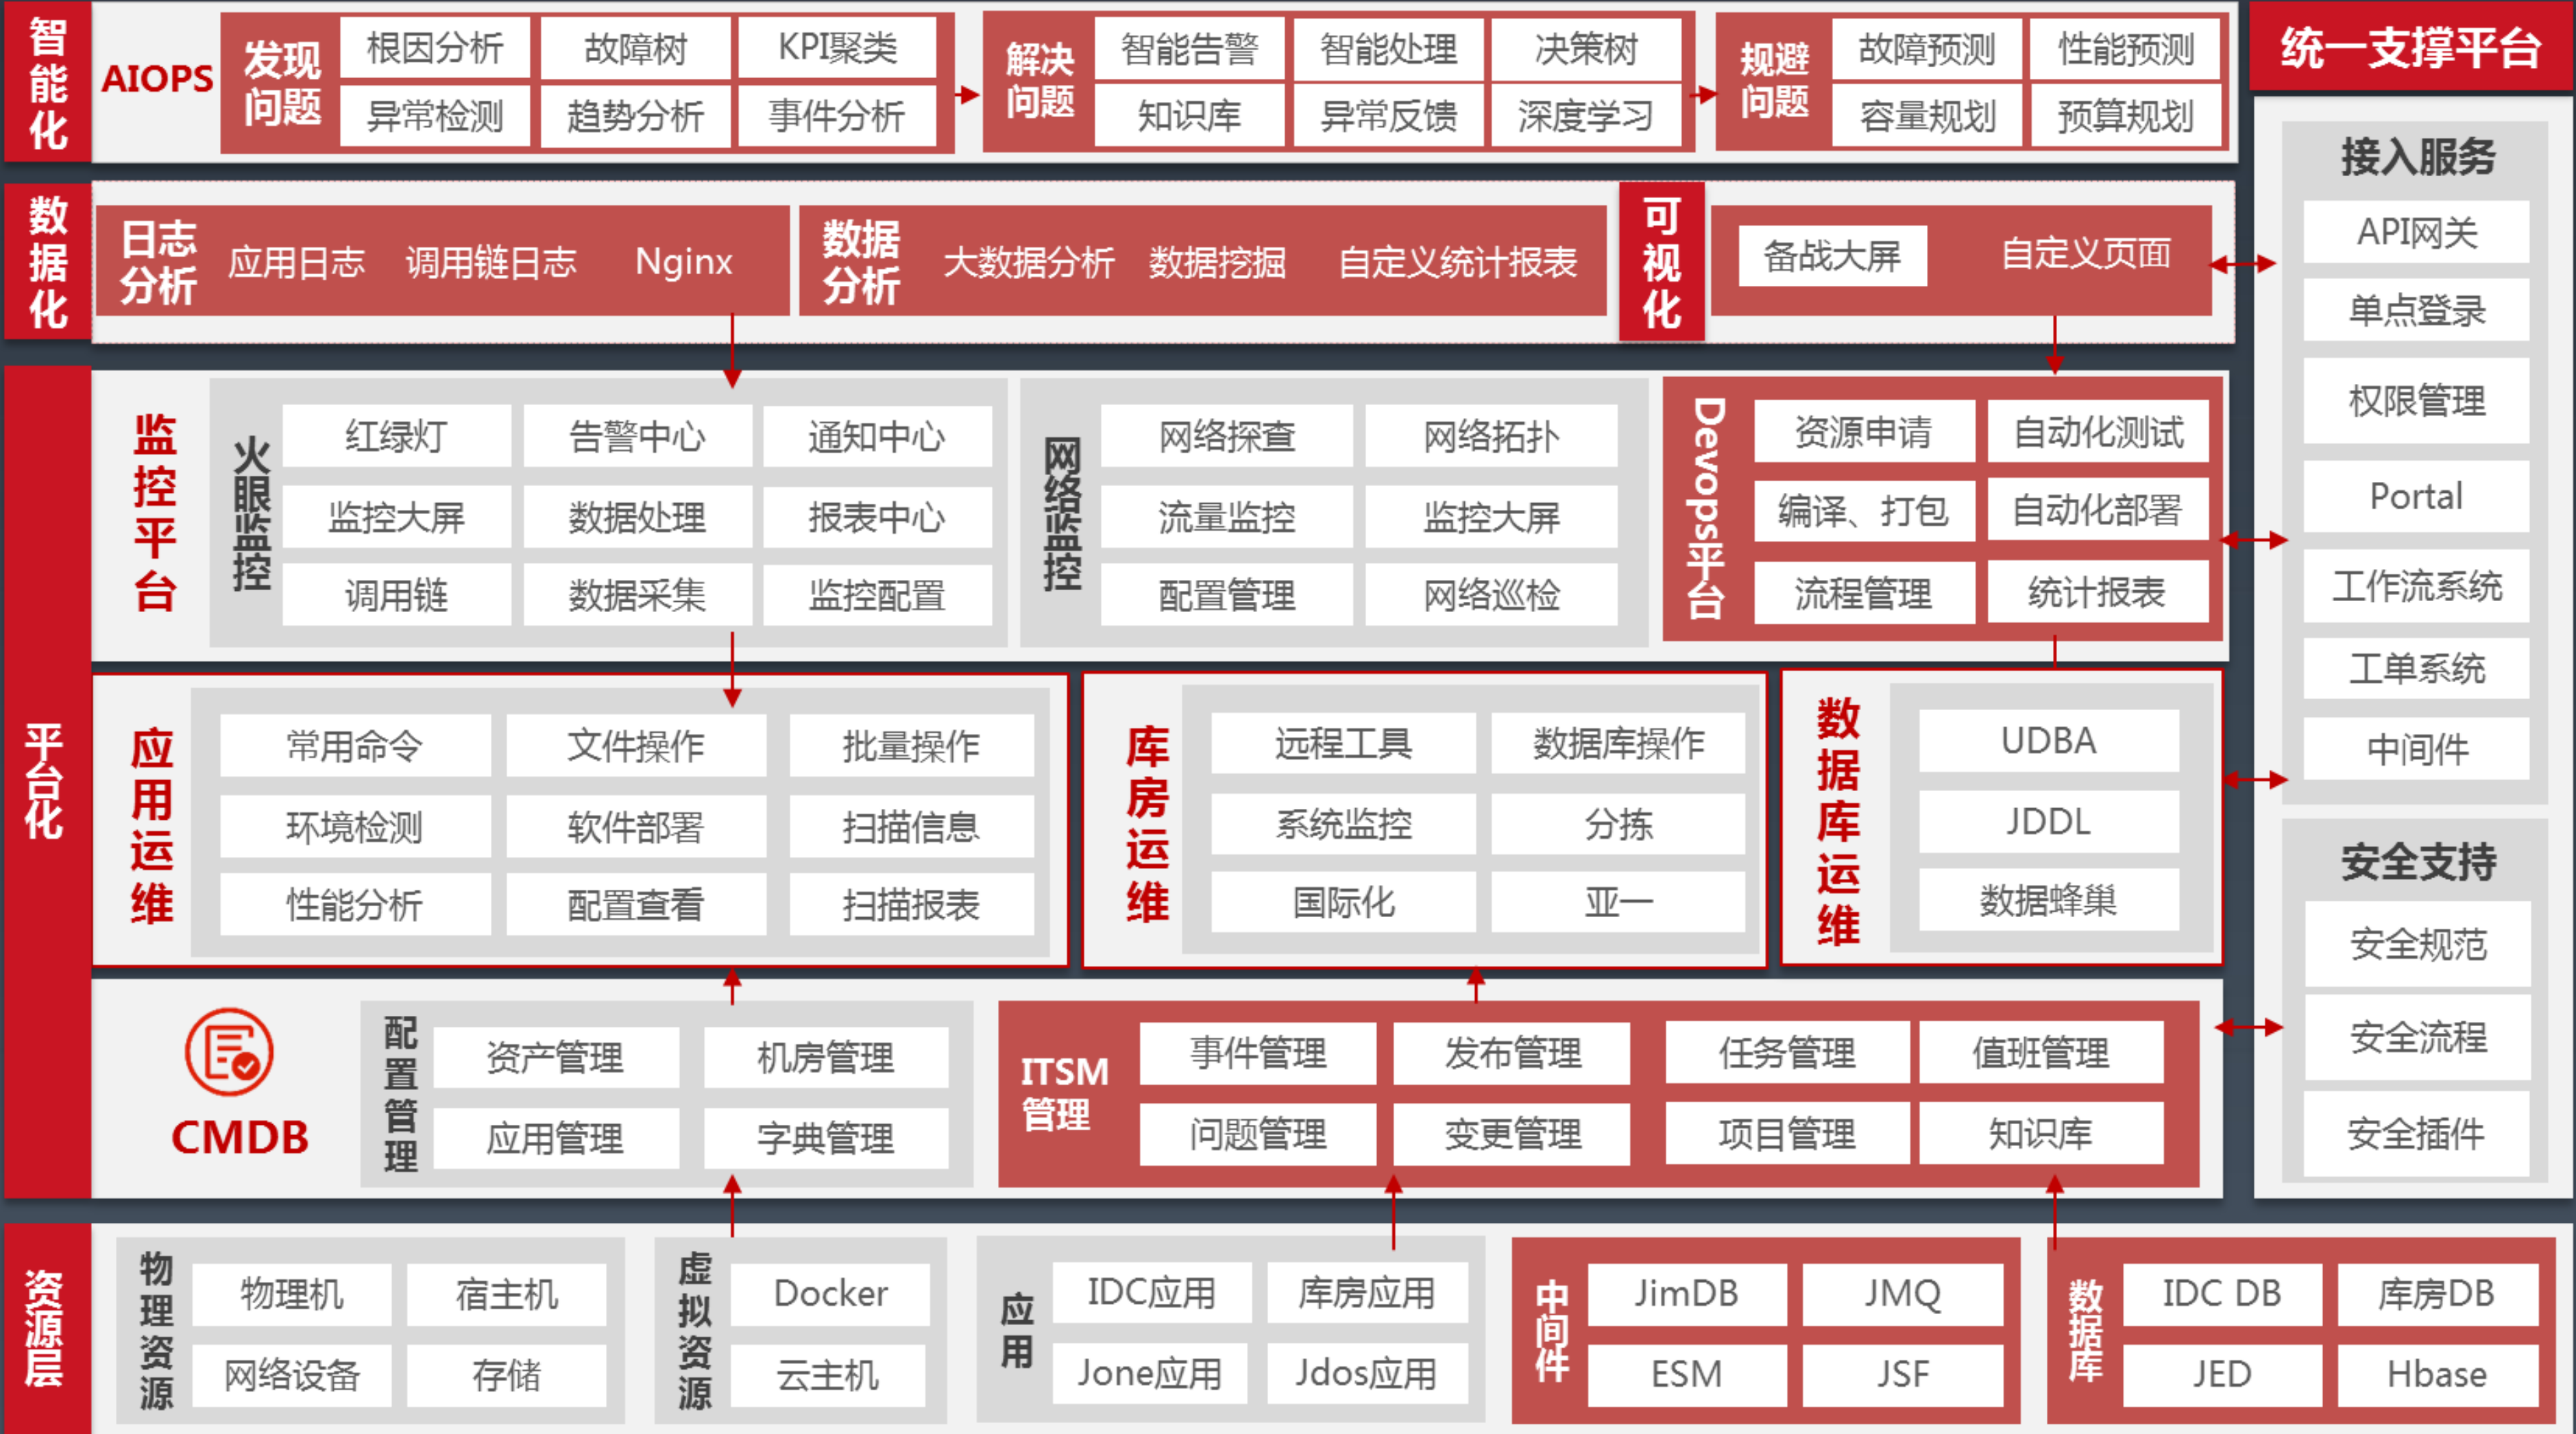 智能化
AIOPS
发现问题
根因分析
故障树
KPI聚类
异常检测
趋势分析
事件分析
解决问题
智能告警
智能处理
决策树
知识库
异常反馈
深度学习
规避问题
故障预测
性能预测
容量规划
预算规划
数据化
日志分析
应用日志
调用链日志
Nginx
数据分析
大数据分析
数据挖掘
自定义统计报表
可视化
备战大屏
自定义页面
平台化
监控平台
火眼监控
红绿灯
告警中心
通知中心
监控大屏
数据处理
报表中心
调用链
数据采集
监控配置
网络监控
网络探查
网络拓扑
流量监控
监控大屏
配置管理
网络巡检
Devops平台
资源申请
自动化测试
编译、打包
自动化部署
流程管理
统计报表
应用运维
常用命令
文件操作
批量操作
环境检测
软件部署
扫描信息
性能分析
配置查看
扫描报表
库房运维
远程工具
数据库操作
系统监控
分拣
国际化
亚一
数据库运维
UDBA
JDDL
数据蜂巢
CMDB
配置管理
资产管理
机房管理
应用管理
字典管理
ITSM管理
事件管理
发布管理
任务管理
值班管理
问题管理
变更管理
项目管理
知识库
资源层
物理资源
物理机
宿主机
网络设备
存储
虚拟资源
Docker
云主机
应用
IDC应用
库房应用
Jone应用
Jdos应用
中间件
JimDB
JMQ
ESM
JSF
数据库
IDC DB
库房DB
JED
Hbase
统一支撑平台
接入服务
API网关
单点登录
权限管理
Portal
工作流系统
工单系统
中间件
安全支持
安全规范
安全流程
安全插件